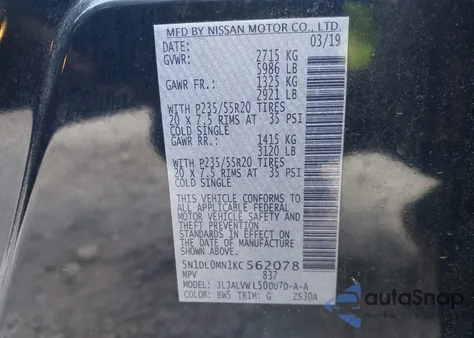 MFD BY NISSAN MOTOR CO., LTD.
DATE: 03/19
GVWR: 2715 KG
5986 LB
GAWR FR.: 1325 KG
2921 LB
WITH P235/55R20 TIRES
20 X 7.5 RIMS AT 35 PSI
COLD SINGLE
GAWR RR.: 1415 KG
3120 LB
WITH P235/55R20 TIRES
20 X 7.5 RIMS AT 35 PSI
COLD SINGLE
THIS VEHICLE CONFORMS TO
ALL APPLICABLE FEDERAL
MOTOR VEHICLE SAFETY AND
THEFT PREVENTION
STANDARDS IN EFFECT ON
THE DATE OF MANUFACTURE
SHOWN ABOVE.
5N1DL0MN1KC562078
MPV 837
MODEL: JLJALVWL50DU7D-A-A
COLOR: BW5 TRIM: G ZS30A
autoSnap